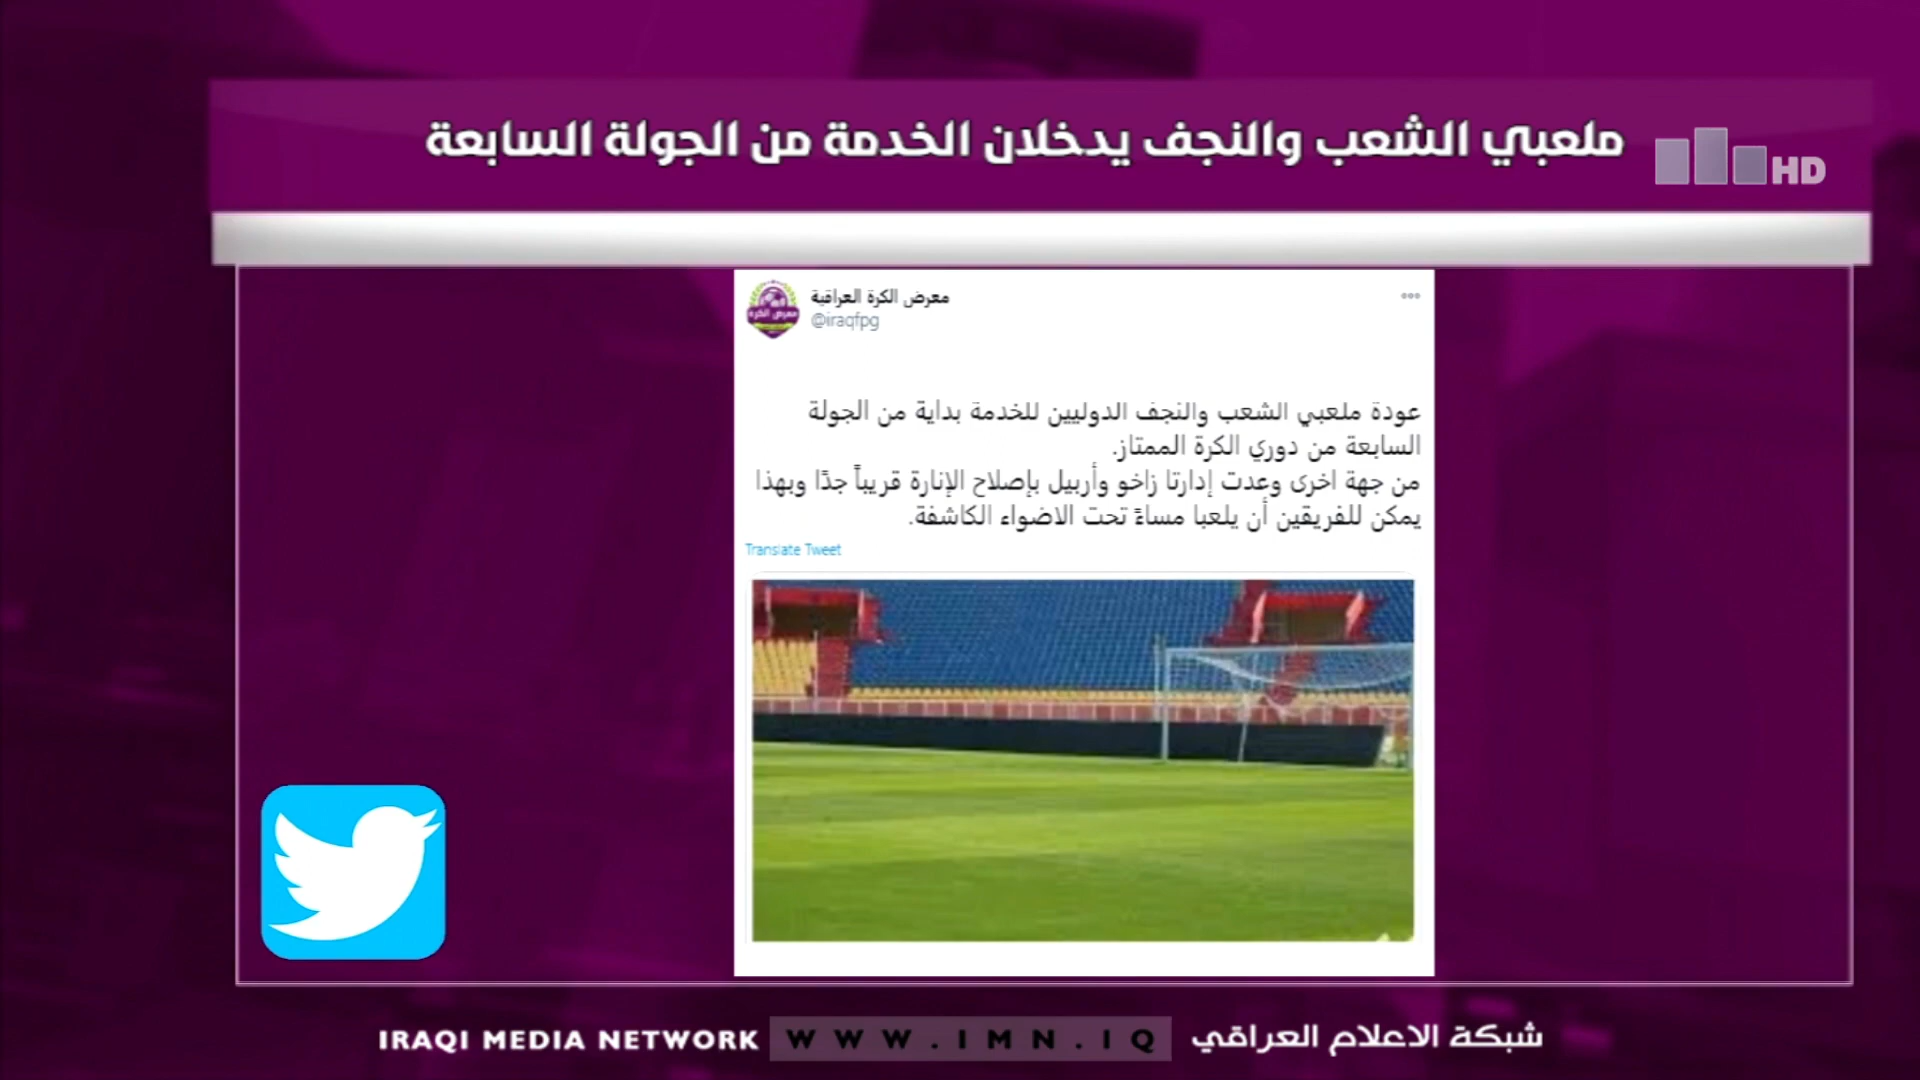 ملعبي الشعب والنجف يدخلان الخدمة من الجولة السابعة
HD
معرض الكرة العراقية
@iraqfpg
معرض الكرة
عودة ملعبي الشعب والنجف الدوليين للخدمة بداية من الجولة
السابعة من دوري الكرة الممتاز.
من جهة اخرى وعدت إدارتا زاخو وأربيل بإصلاح الإنارة قريباً جدًا وبهذا
يمكن للفريقين أن يلعبا مساءً تحت الاضواء الكاشفة.
Translate Tweet
IRAQI MEDIA NETWORK WWW.IMN.IQ شبكة الاعلام العراقي